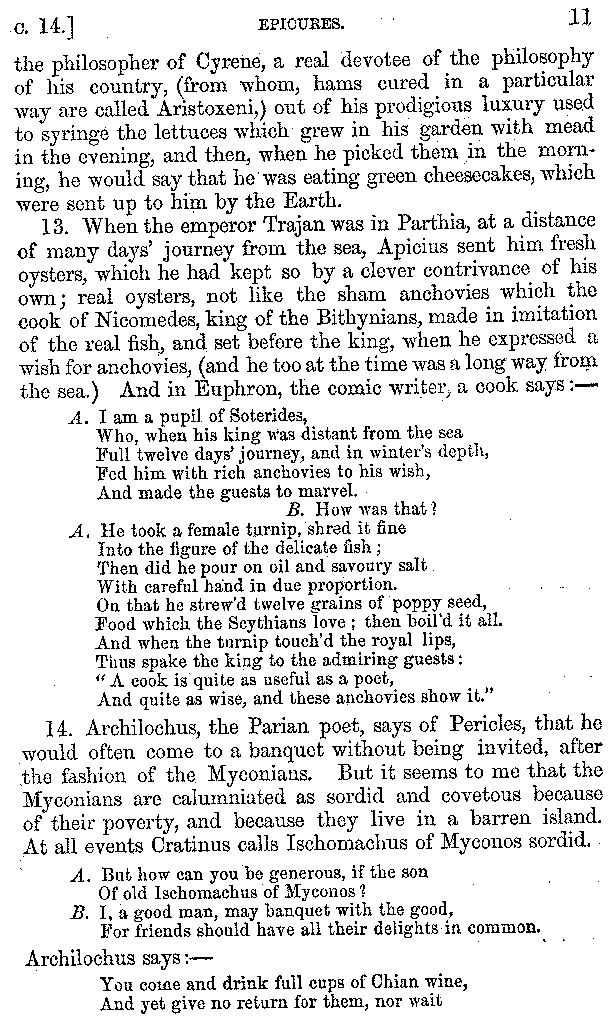 c. 14.] EPICURES. 11
the philosopher of Cyrene, a real devotee of the philosophy
of his country, (from whom, hams cured in a particular
way are called Aristoxeni,) out of his prodigious luxury used
to syringe the lettuces which grew in his garden with mead
in the evening, and then, when he picked them in the morn-
ing, he would say that he was eating green cheesecakes, which
were sent up to him by the Earth.
13. When the emperor Trajan was in Parthia, at a distance
of many days' journey from the sea, Apicius sent him fresh
oysters, which he had kept so by a clever contrivance of his
own; real oysters, not like the sham anchovies which the
cook of Nicomedes, king of the Bithynians, made in imitation
of the real fish, and set before the king, when he expressed a
wish for anchovies, (and he too at the time was a long way from
the sea.) And in Euphron, the comic writer, a cook says:—
A. I am a pupil of Soterides,
Who, when his king was distant from the sea
Full twelve days' journey, and in winter's depth,
Fed him with rich anchovies to his wish,
And made the guests to marvel.
B. How was that?
A. He took a female turnip, shred it fine
Into the figure of the delicate fish;
Then did he pour on oil and savoury salt
With careful hand in due proportion.
On that he strew'd twelve grains of poppy seed,
Food which the Scythians love; then boil'd it all.
And when the turnip touch'd the royal lips,
Thus spake the king to the admiring guests:
"A cook is quite as useful as a poet,
And quite as wise, and these anchovies show it."
14. Archilochus, the Parian poet, says of Pericles, that he
would often come to a banquet without being invited, after
the fashion of the Myconians. But it seems to me that the
Myconians are calumniated as sordid and covetous because
of their poverty, and because they live in a barren island.
At all events Cratinus calls Ischomachus of Myconos sordid.
A. But how can you be generous, if the son
Of old Ischomachus of Myconos?
B. I, a good man, may banquet with the good,
For friends should have all their delights in common.
Archilochus says:—
You come and drink full cups of Chian wine,
And yet give no return for them, nor wait